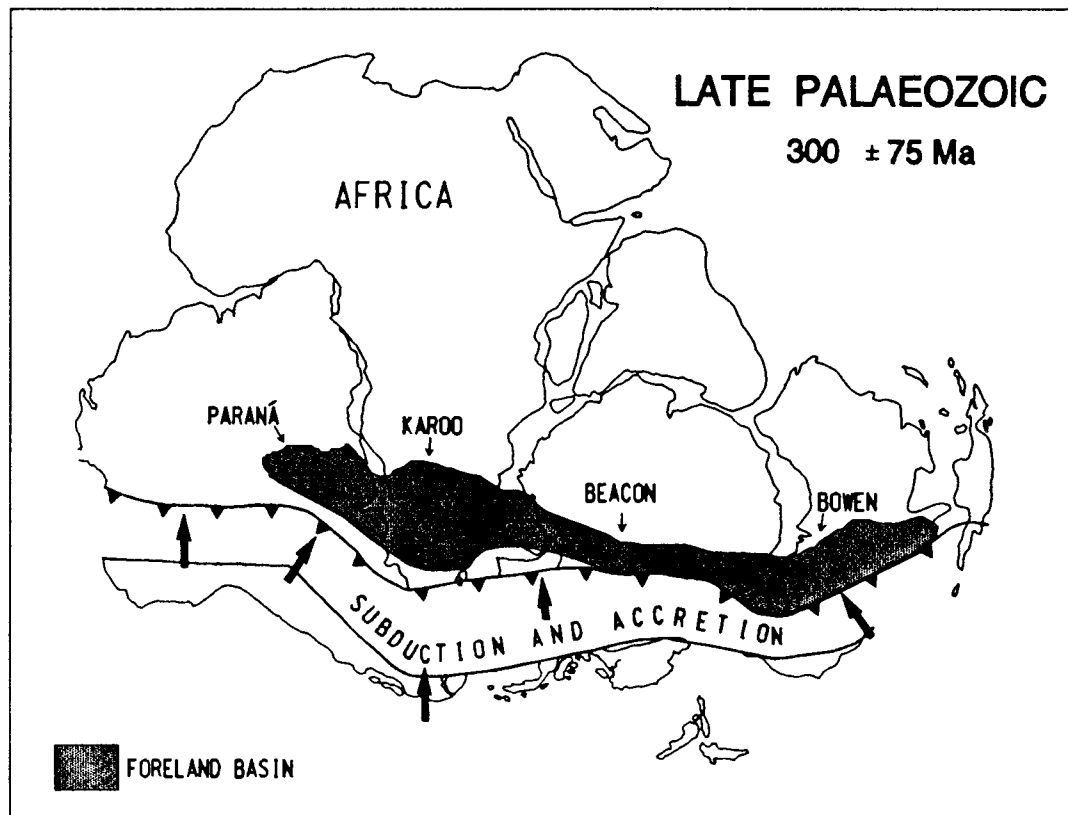 LATE PALAEOZOIC
300 ± 75 Ma
AFRICA
PARANÁ
KAROO
BEACON
BOWEN
SUBDUCTION AND ACCRETION
FORELAND BASIN